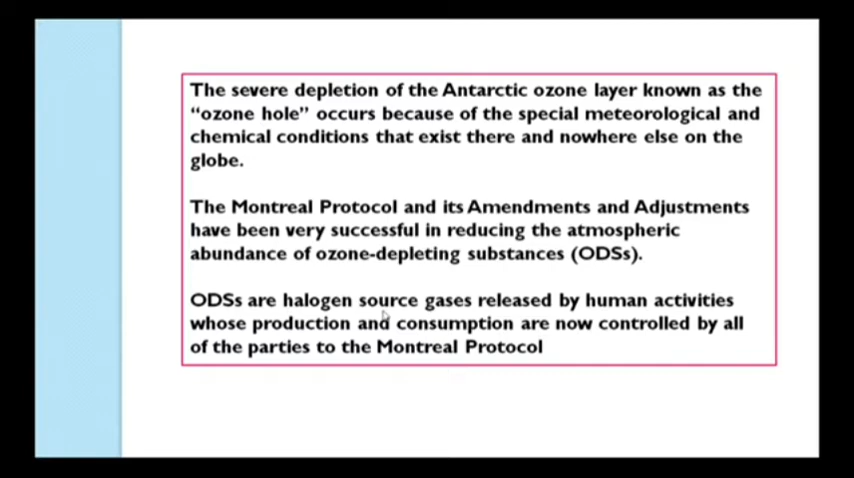 The severe depletion of the Antarctic ozone layer known as the
“ozone hole” occurs because of the special meteorological and
chemical conditions that exist there and nowhere else on the
globe.
The Montreal Protocol and its Amendments and Adjustments
have been very successful in reducing the atmospheric
abundance of ozone-depleting substances (ODSs).
ODSs are halogen source gases released by human activities
whose production and consumption are now controlled by all
of the parties to the Montreal Protocol